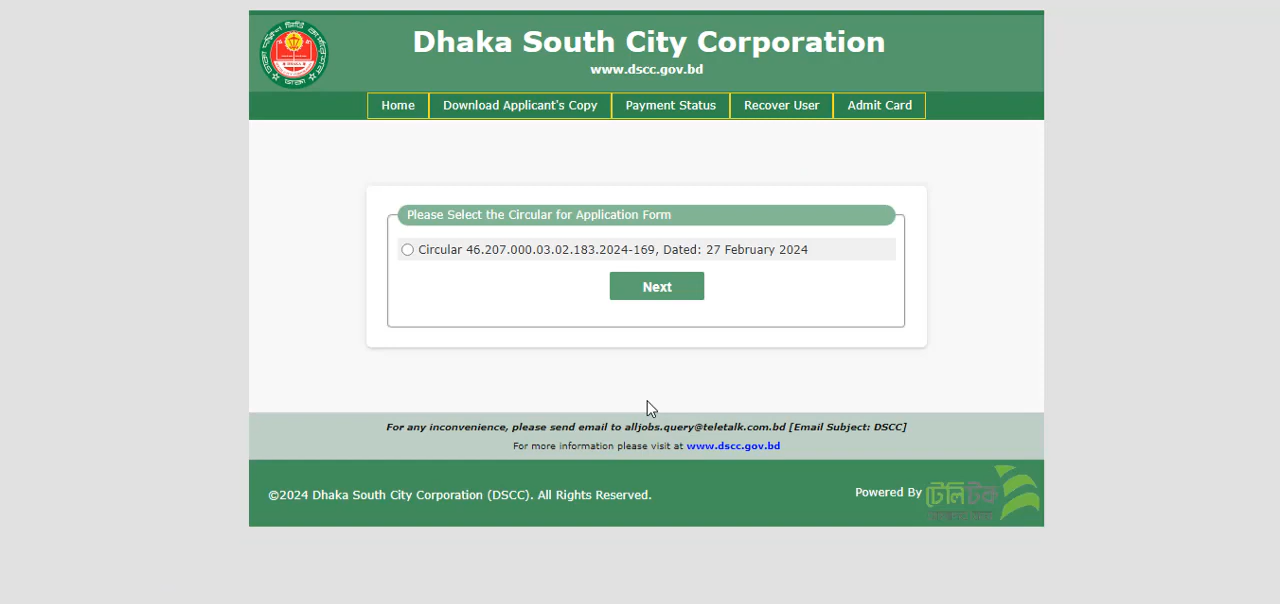 Dhaka South City Corporation
www.dscc.gov.bd
Home Download Applicant's Copy Payment Status Recover User Admit Card
Please Select the Circular for Application Form
Circular 46.207.000.03.02.183.2024-169, Dated: 27 February 2024
Next
For any inconvenience, please send email to alljobs.query@teletalk.com.bd [Email Subject: DSCC]
For more information please visit at www.dscc.gov.bd
©2024 Dhaka South City Corporation (DSCC). All Rights Reserved.
Powered By টেলিটক